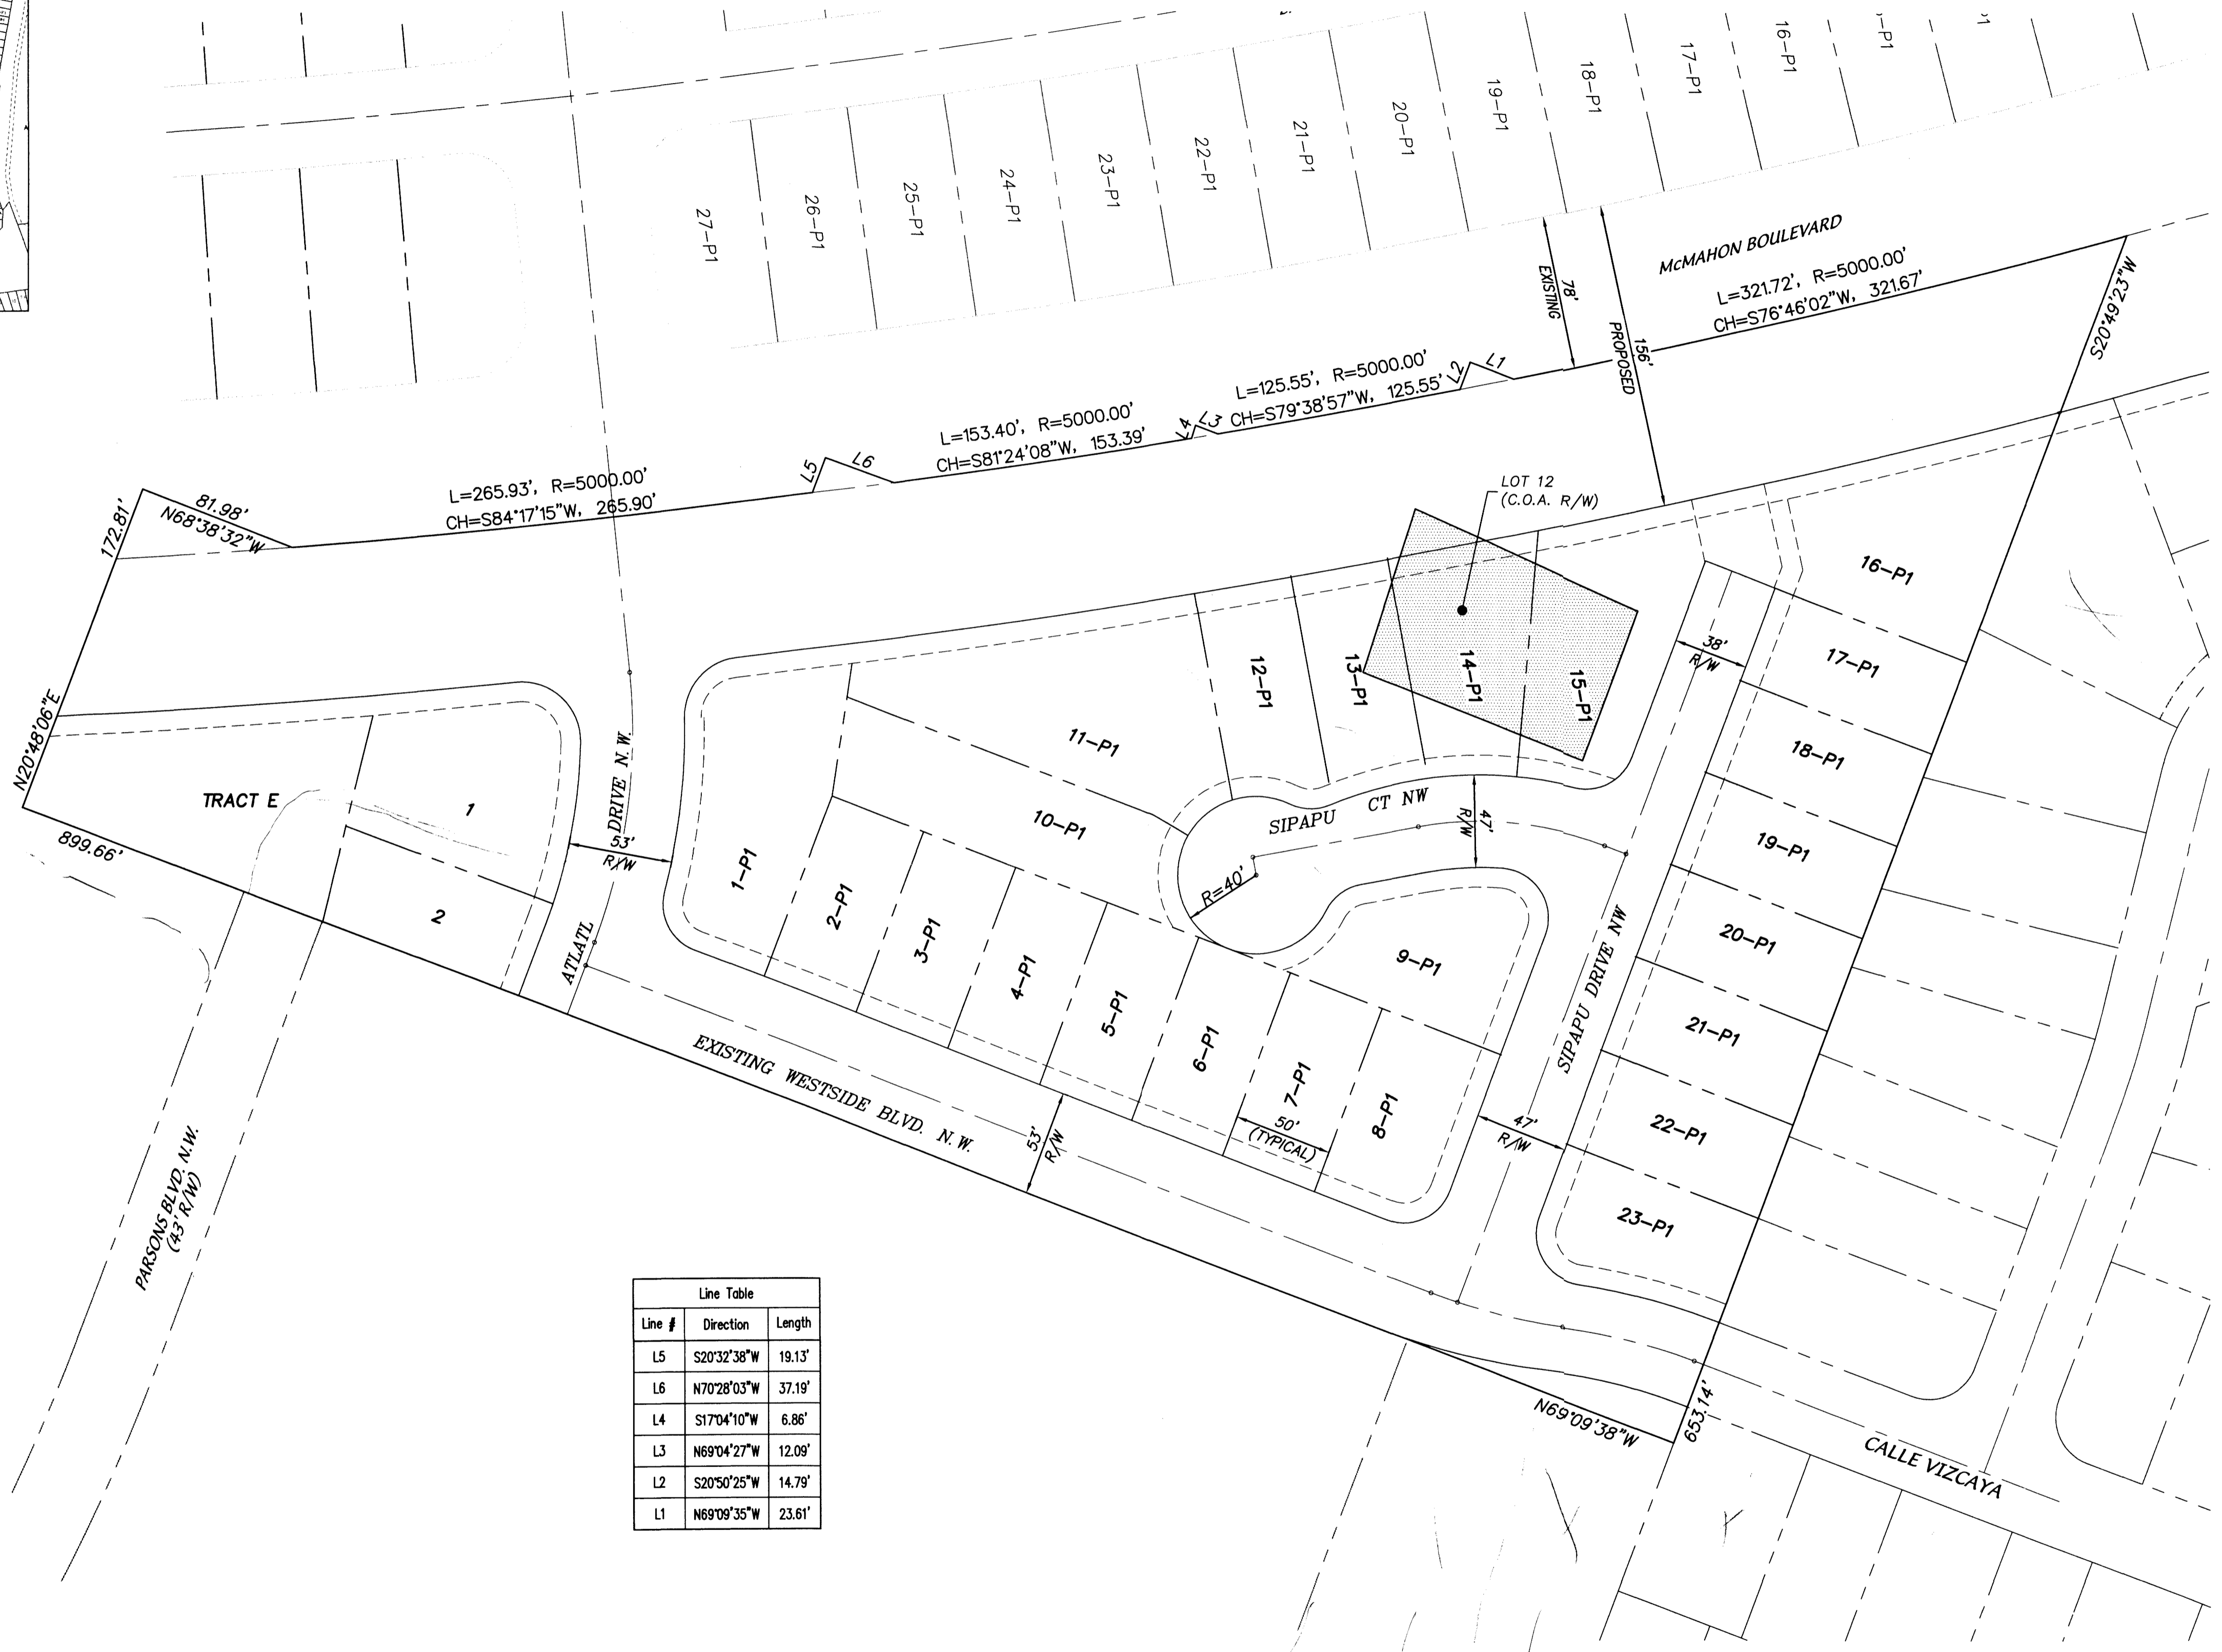 27-P1
26-P1
25-P1
24-P1
23-P1
22-P1
21-P1
20-P1
19-P1
18-P1
17-P1
16-P1
-P1
P1
McMAHON BOULEVARD
L=321.72', R=5000.00'
CH=S76°46'02"W, 321.67'
S20°49'23"W
78'
EXISTING
156'
PROPOSED
L1
L2
L=125.55', R=5000.00'
CH=S79°38'57"W, 125.55'
L3
L4
L=153.40', R=5000.00'
CH=S81°24'08"W, 153.39'
L6
L5
L=265.93', R=5000.00'
CH=S84°17'15"W, 265.90'
81.98'
N68°38'32"W
172.81'
N20°48'06"E
LOT 12
(C.O.A. R/W)
16-P1
17-P1
18-P1
19-P1
20-P1
21-P1
22-P1
23-P1
38'
R/W
12-P1
13-P1
14-P1
15-P1
11-P1
10-P1
SIPAPU CT NW
47'
R/W
R=40'
TRACT E
1
2
899.66'
ATLATL DRIVE N.W.
53'
R/W
1-P1
2-P1
3-P1
4-P1
5-P1
6-P1
7-P1
8-P1
9-P1
50'
(TYPICAL)
SIPAPU DRIVE NW
47'
R/W
EXISTING WESTSIDE BLVD. N.W.
53'
R/W
PARSONS BLVD. N.W.
(43' R/W)
N69°09'38"W
653.14'
CALLE VIZCAYA
Line Table
Line # Direction Length
L5 S20°32'38"W 19.13'
L6 N70°28'03"W 37.19'
L4 S17°04'10"W 6.86'
L3 N69°04'27"W 12.09'
L2 S20°50'25"W 14.79'
L1 N69°09'35"W 23.61'